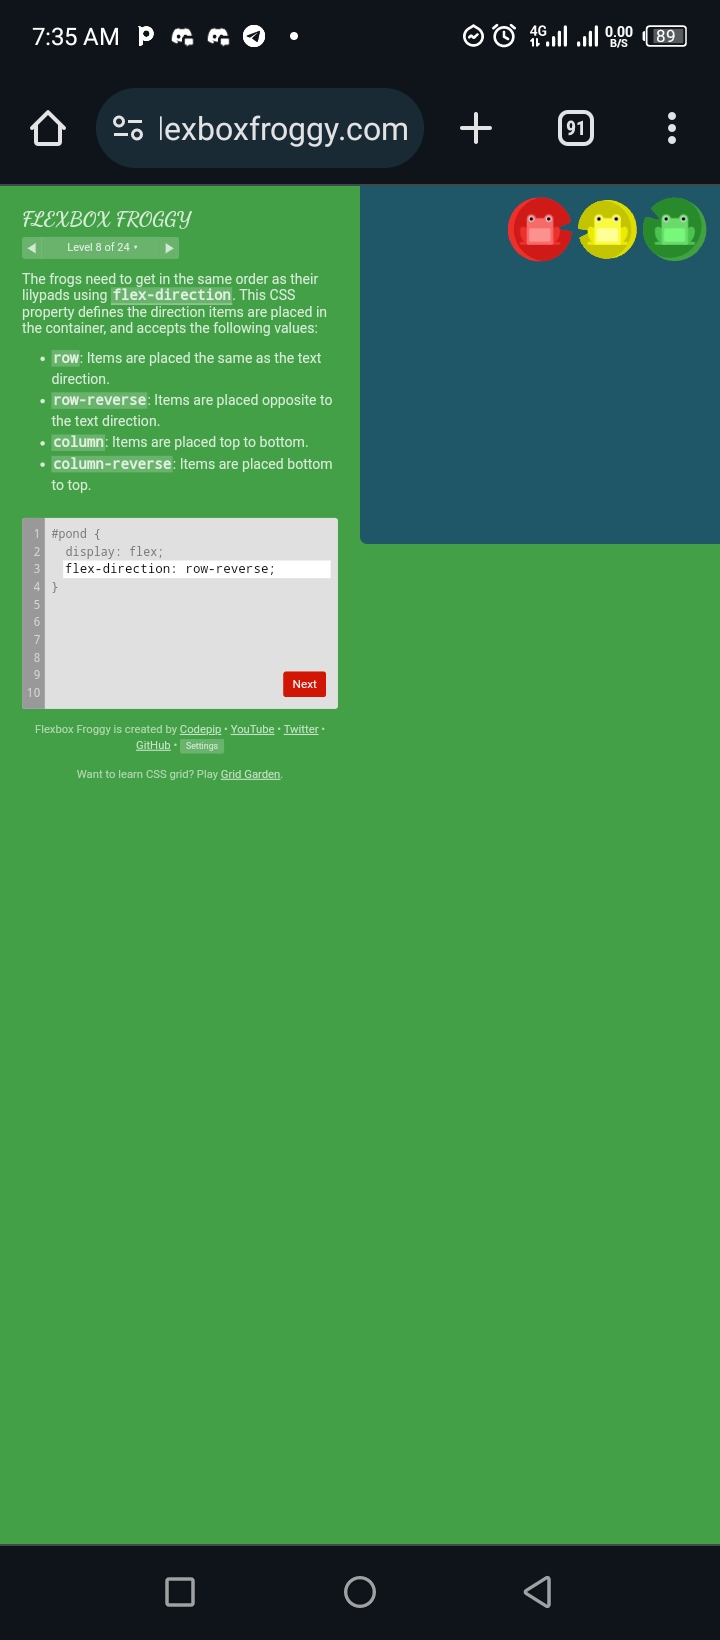 7:35 AM
4G
0.00
B/S
89
lexboxfroggy.com
91
FLEXBOX FROGGY
Level 8 of 24
The frogs need to get in the same order as their
lilypads using flex-direction. This CSS
property defines the direction items are placed in
the container, and accepts the following values:
• row: Items are placed the same as the text
direction.
• row-reverse: Items are placed opposite to
the text direction.
• column: Items are placed top to bottom.
• column-reverse: Items are placed bottom
to top.
1 #pond {
2 display: flex;
3 flex-direction: row-reverse;
4 }
5
6
7
8
9
10
Next
Flexbox Froggy is created by Codepip • YouTube • Twitter •
GitHub • Settings
Want to learn CSS grid? Play Grid Garden.